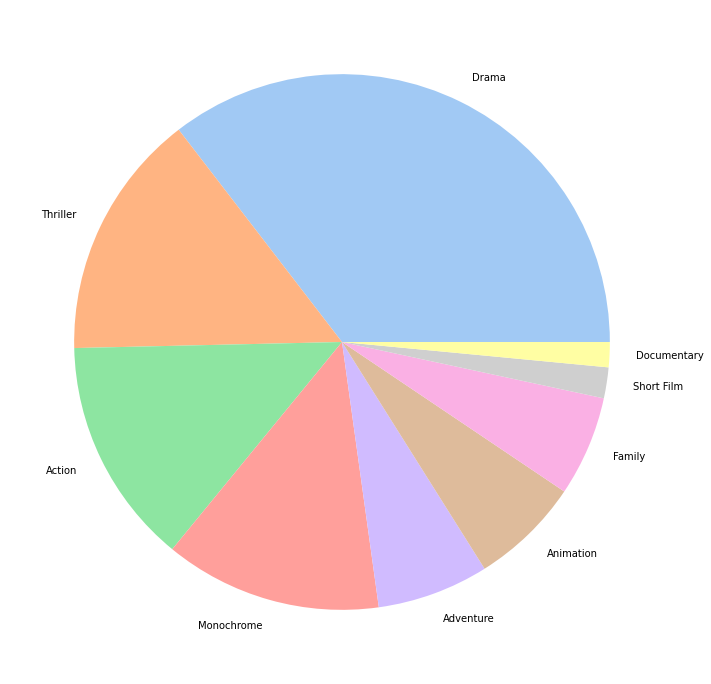 Drama
Thriller
Documentary
Short Film
Family
Action
Animation
Adventure
Monochrome